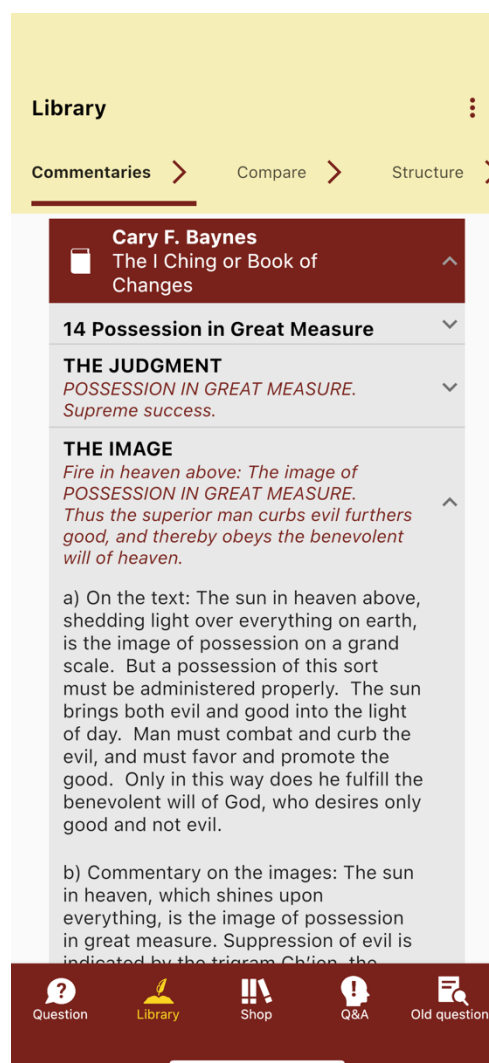 Library
Commentaries
Compare
Structure
Cary F. Baynes
The I Ching or Book of
Changes
14 Possession in Great Measure
THE JUDGMENT
POSSESSION IN GREAT MEASURE.
Supreme success.
THE IMAGE
Fire in heaven above: The image of
POSSESSION IN GREAT MEASURE.
Thus the superior man curbs evil furthers
good, and thereby obeys the benevolent
will of heaven.
a) On the text: The sun in heaven above,
shedding light over everything on earth,
is the image of possession on a grand
scale.  But a possession of this sort
must be administered properly.  The sun
brings both evil and good into the light
of day.  Man must combat and curb the
evil, and must favor and promote the
good.  Only in this way does he fulfill the
benevolent will of God, who desires only
good and not evil.
b) Commentary on the images: The sun
in heaven, which shines upon
everything, is the image of possession
in great measure. Suppression of evil is
indicated by the trigram Ch'ien, the
Question
Library
Shop
Q&A
Old question